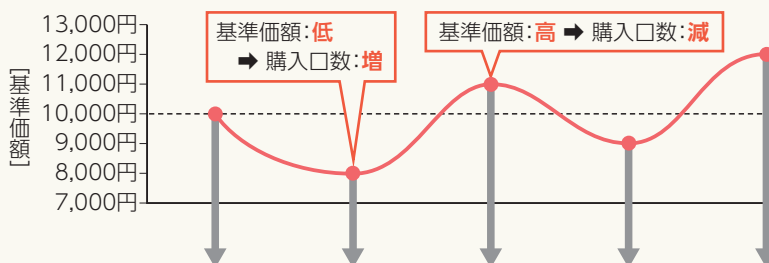 13,000円
12,000円
11,000円
10,000円
9,000円
8,000円
7,000円
[基準価額]
基準価額:低
➡ 購入口数:増
基準価額:高 ➡ 購入口数:減